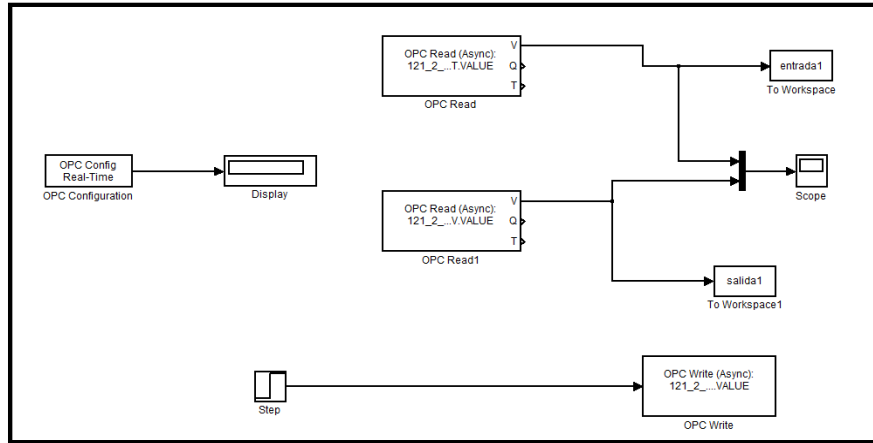 OPC Read (Async):
121_2_...T.VALUE
V
Q
T
OPC Read
entrada1
To Workspace
OPC Config
Real-Time
OPC Configuration
Display
OPC Read (Async):
121_2_...V.VALUE
V
Q
T
OPC Read1
Scope
salida1
To Workspace1
Step
OPC Write (Async):
121_2_....VALUE
OPC Write